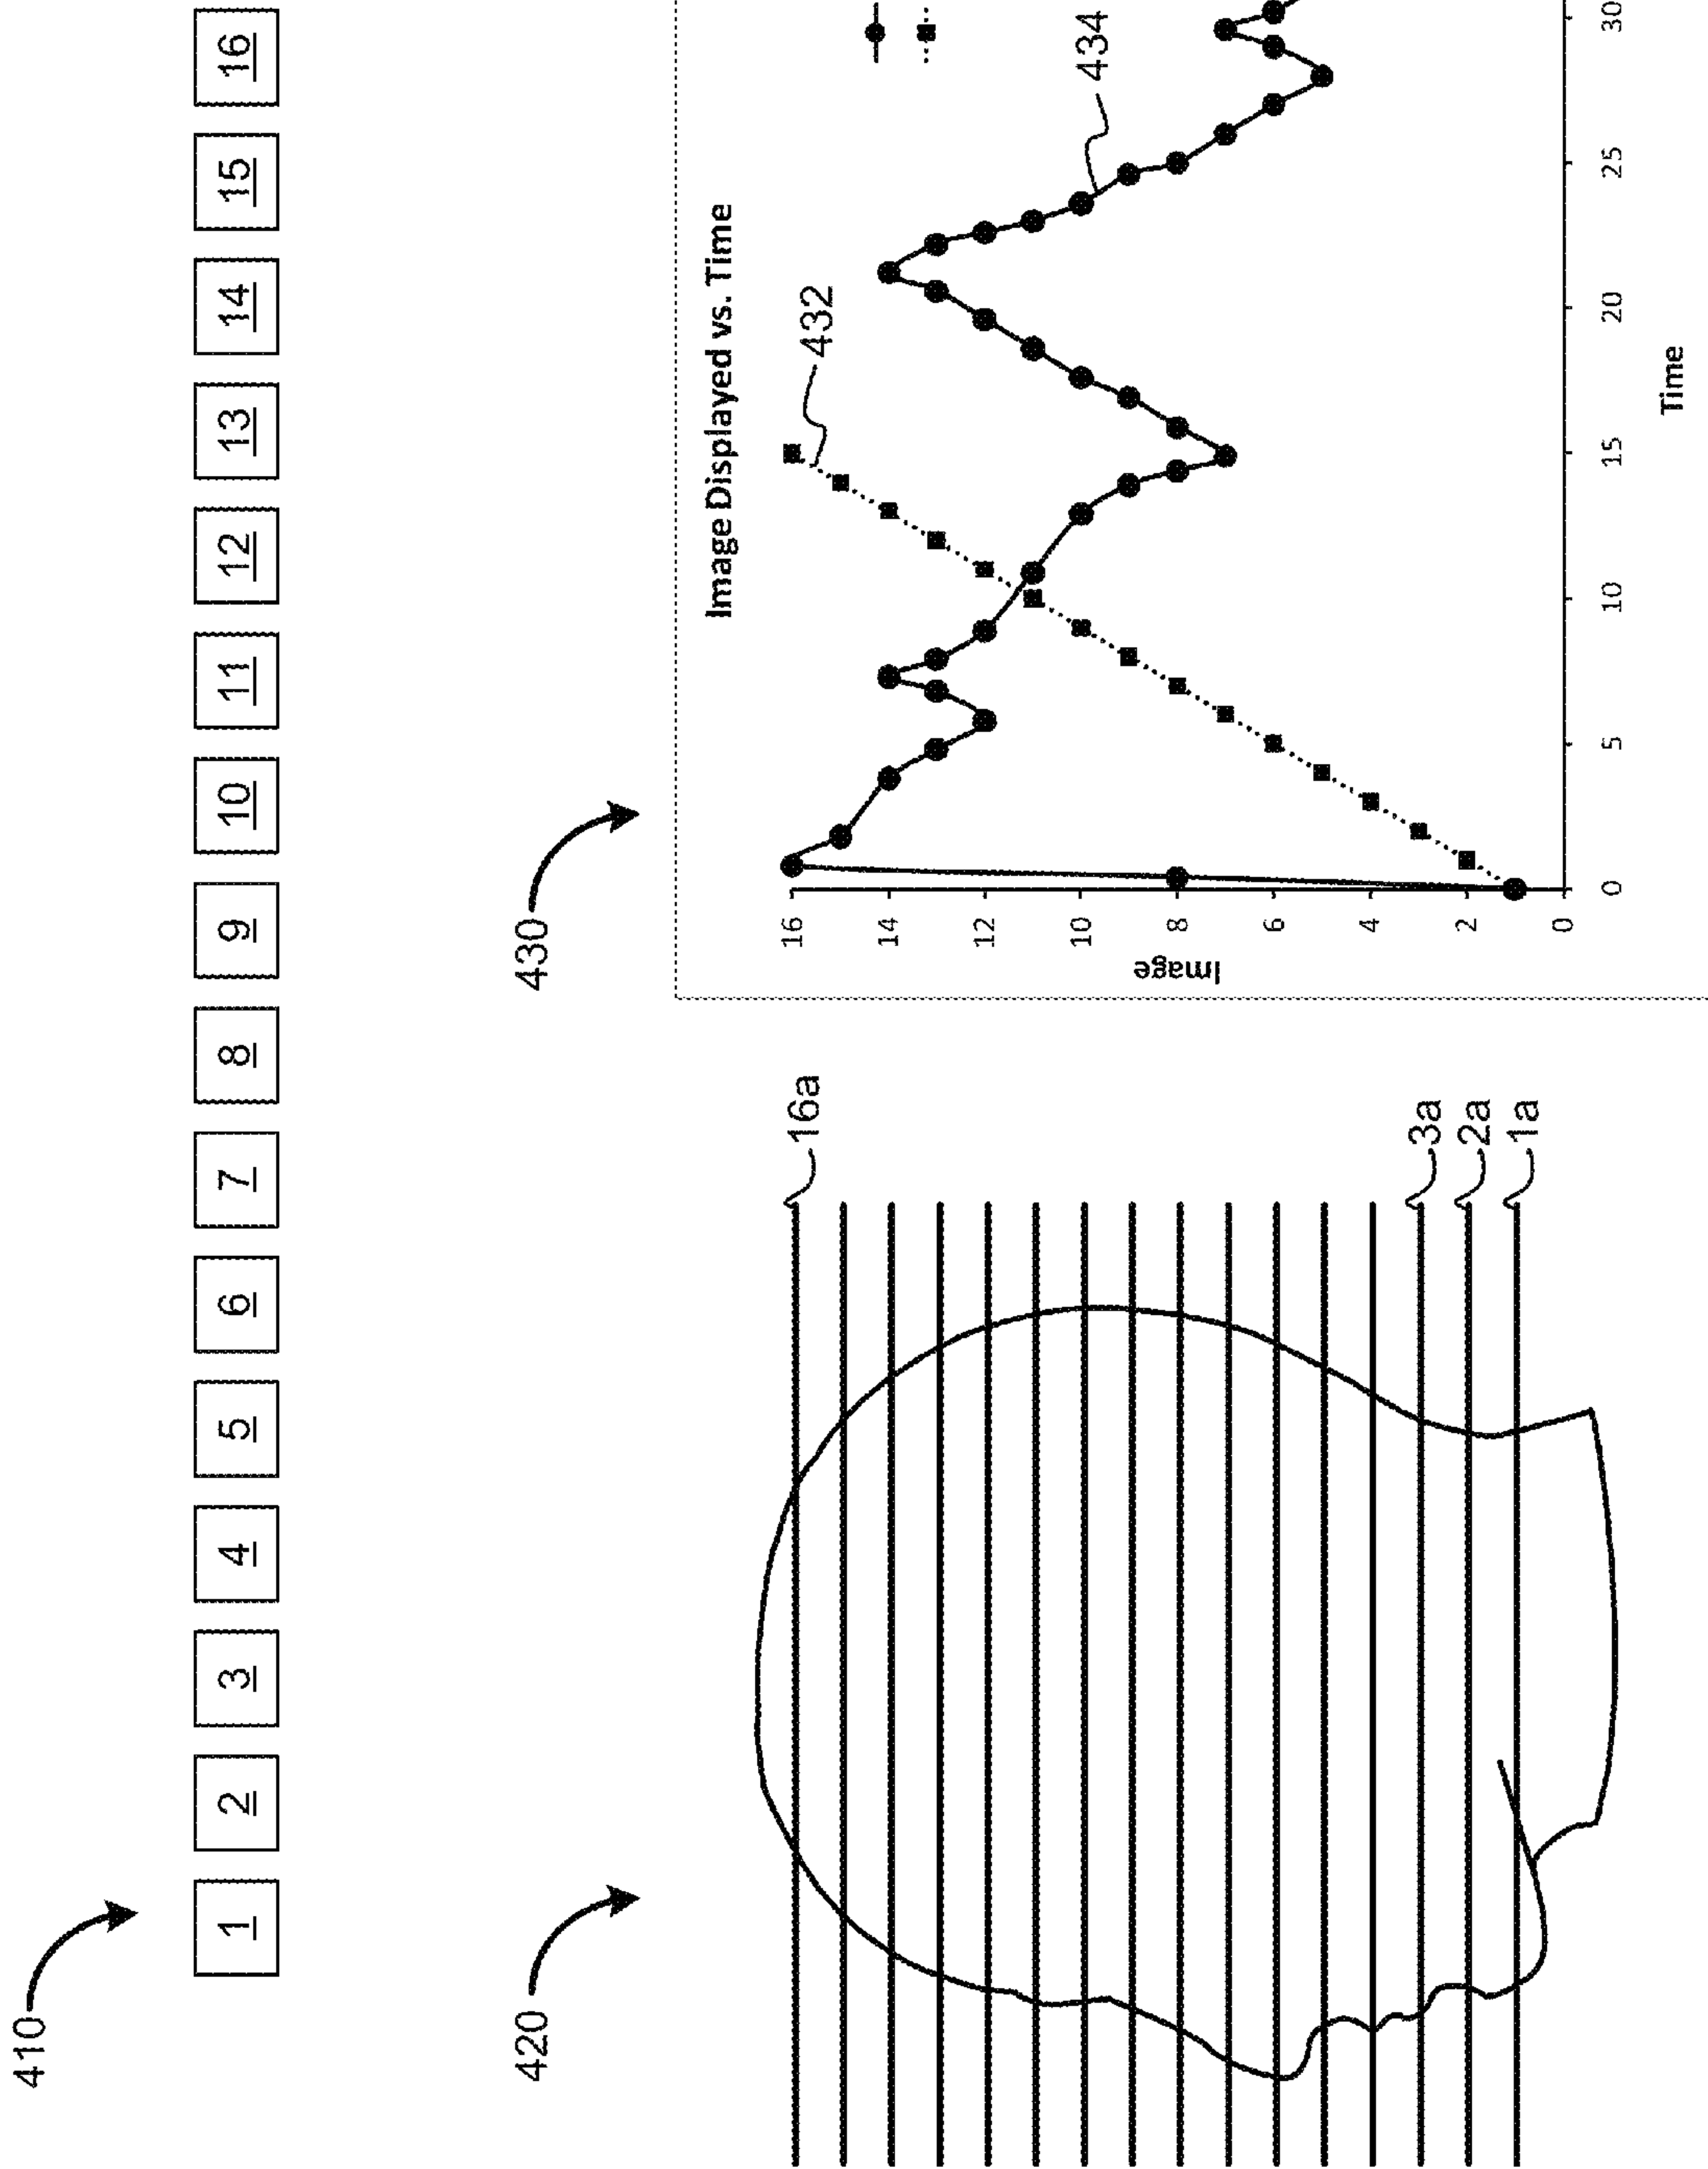 410
1 2 3 4 5 6 7 8 9 10 11 12 13 14 15 16
420
16a
3a
2a
1a
430
Image Displayed vs. Time
432
434
Image
16
14
12
10
8
6
4
2
0
0 5 10 15 20 25 30
Time